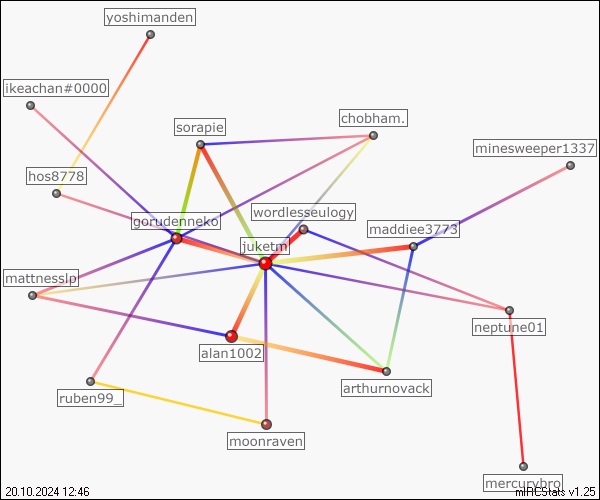 yoshimanden
ikeachan#0000
chobham.
sorapie
minesweeper1337
hos8778
wordlesseulogy
gorudenneko
maddiee3773
juketm
mattnesslp
neptune01
alan1002
arthurnovack
ruben99_
moonraven
mercurybro
20.10.2024 12:46
mIRCStats v1.25